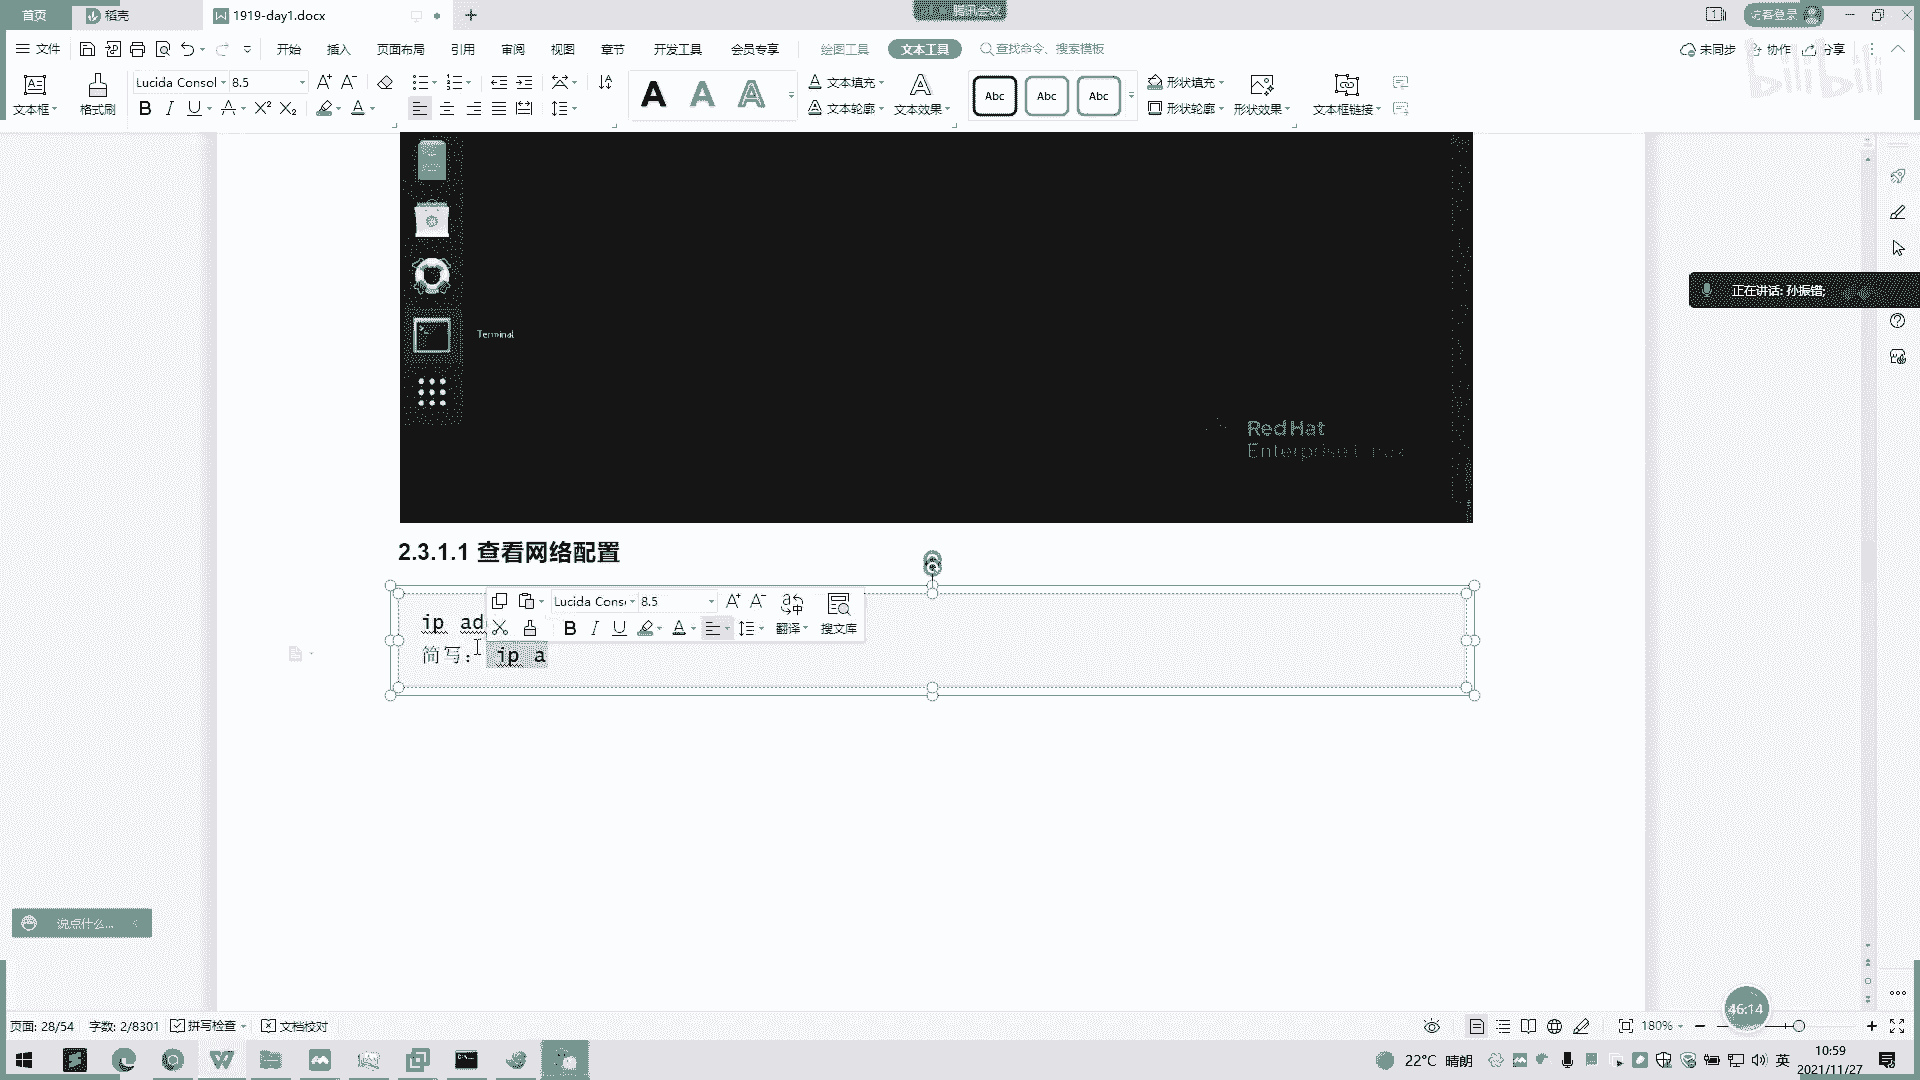 首页
稻壳
1919-day1.docx
腾讯会议
访客登录
文件
开始
插入
页面布局
引用
审阅
视图
章节
开发工具
会员专享
绘图工具
文本工具
查找命令、搜索模板
未同步
协作
分享
bilibili
文本框
格式刷
Lucida Consol
8.5
文本填充
文本轮廓
文本效果
Abc
Abc
Abc
形状填充
形状轮廓
形状效果
文本框链接
正在讲话: 孙振锴;
Terminal
Red Hat
Enterprise Linux
2.3.1.1 查看网络配置
Lucida Cons
8.5
翻译
搜文库
ip ad
简写: ip a
说点什么...
46:14
页面: 28/54
字数: 2/8301
拼写检查
文档校对
180%
22°C 晴朗
英
10:59
2021/11/27